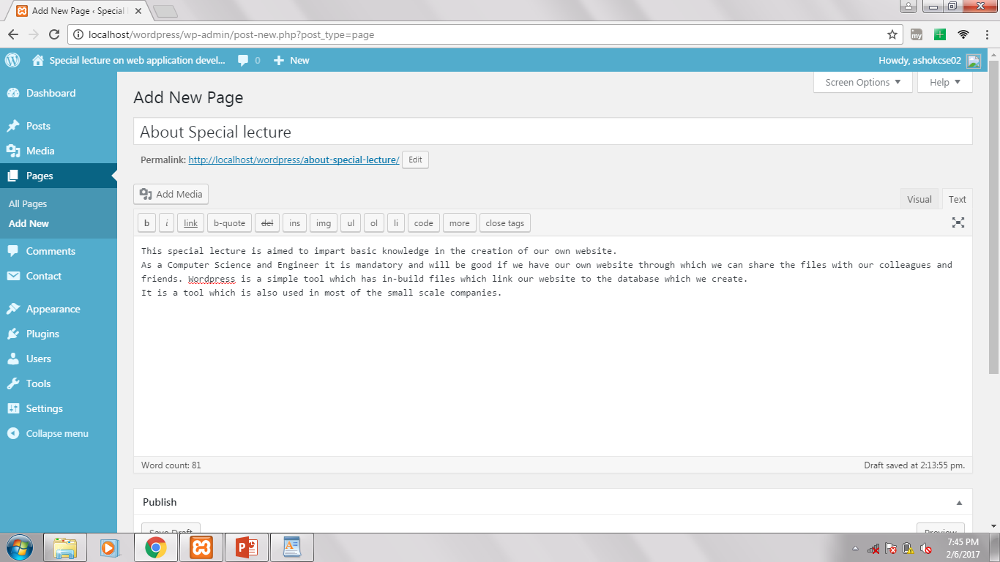 Add New Page ‹ Special
localhost/wordpress/wp-admin/post-new.php?post_type=page
my
Special lecture on web application devel... 0 New
Howdy, ashokcse02
Dashboard
Posts
Media
Pages
All Pages
Add New
Comments
Contact
Appearance
Plugins
Users
Tools
Settings
Collapse menu
Screen Options Help
Add New Page
About Special lecture
Permalink: http://localhost/wordpress/about-special-lecture/ Edit
Add Media
Visual Text
b i link b-quote del ins img ul ol li code more close tags
This special lecture is aimed to impart basic knowledge in the creation of our own website.
As a Computer Science and Engineer it is mandatory and will be good if we have our own website through which we can share the files with our colleagues and
friends. Wordpress is a simple tool which has in-build files which link our website to the database which we create.
It is a tool which is also used in most of the small scale companies.
Word count: 81
Draft saved at 2:13:55 pm.
Publish
Save Draft
Preview
7:45 PM
2/6/2017